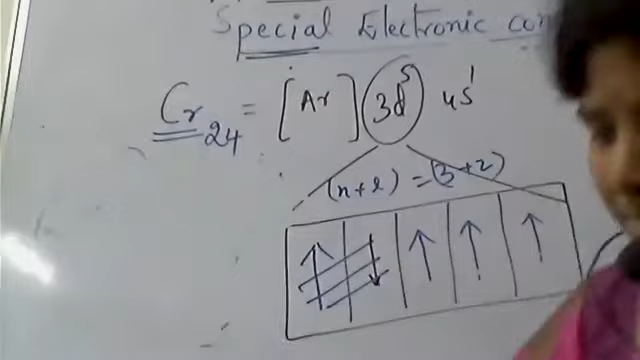 Special Electronic con
Cr24 = [Ar] 3d5 4s1
(n+l) = (3+2)